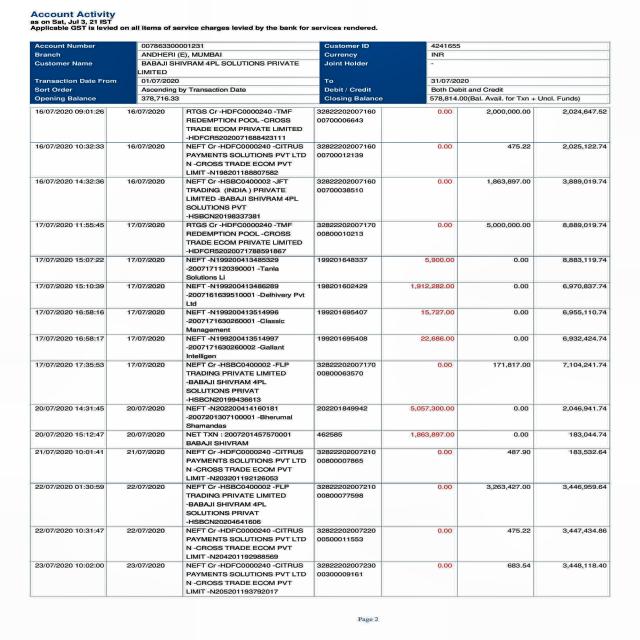 Account Activity
as on Sat, Jul 3, 21 IST
Applicable GST is levied on all items of service charges levied by the bank for services rendered.
Account Number 007863300001231 Customer ID 4241655
Branch ANDHERI (E), MUMBAI Currency INR
Customer Name BABAJI SHIVRAM 4PL SOLUTIONS PRIVATE Joint Holder -
LIMITED
Transaction Date From 01/07/2020 To 31/07/2020
Sort Order Ascending by Transaction Date Debit / Credit Both Debit and Credit
Opening Balance 378,716.33 Closing Balance 578,814.00(Bal. Avail. for Txn + Uncl. Funds)
16/07/2020 09:01:26 16/07/2020 RTGS Cr -HDFC0000240 -TMF 32822202007160 0.00 2,000,000.00 2,024,647.52
REDEMPTION POOL -CROSS 00700006643
TRADE ECOM PRIVATE LIMITED
-HDFCR52020071688423111
16/07/2020 10:32:33 16/07/2020 NEFT Cr -HDFC0000240 -CITRUS 32822202007160 0.00 475.22 2,025,122.74
PAYMENTS SOLUTIONS PVT LTD 00700012139
N -CROSS TRADE ECOM PVT
LIMIT -N198201188807582
16/07/2020 14:32:36 16/07/2020 NEFT Cr -HSBC0400002 -JFT 32822202007160 0.00 1,863,897.00 3,889,019.74
TRADING (INDIA ) PRIVATE 00700038510
LIMITED -BABAJI SHIVRAM 4PL
SOLUTIONS PVT
-HSBCN20198337381
17/07/2020 11:55:45 17/07/2020 RTGS Cr -HDFC0000240 -TMF 32822202007170 0.00 5,000,000.00 8,889,019.74
REDEMPTION POOL -CROSS 00800010213
TRADE ECOM PRIVATE LIMITED
-HDFCR52020071788591867
17/07/2020 15:07:22 17/07/2020 NEFT -N199200413485329 199201648337 5,900.00 0.00 8,883,119.74
-2007171120390001 -Tanla
Solutions Li
17/07/2020 15:10:39 17/07/2020 NEFT -N199200413486289 198201602429 1,912,282.00 0.00 6,970,837.74
-2007161639510001 -Delhivery Pvt
Ltd
17/07/2020 16:58:16 17/07/2020 NEFT -N199200413514996 199201695407 15,727.00 0.00 6,955,110.74
-2007171630260001 -Classic
Management
17/07/2020 16:58:17 17/07/2020 NEFT -N199200413514997 199201695408 22,686.00 0.00 6,932,424.74
-2007171630260002 -Gallant
Intelligen
17/07/2020 17:35:53 17/07/2020 NEFT Cr -HSBC0400002 -FLP 32822202007170 0.00 171,817.00 7,104,241.74
TRADING PRIVATE LIMITED 00800063570
-BABAJI SHIVRAM 4PL
SOLUTIONS PRIVAT
-HSBCN20199436613
20/07/2020 14:31:45 20/07/2020 NEFT -N202200414160181 202201849942 5,057,300.00 0.00 2,046,941.74
-2007201307100001 -Bherumal
Shamandas
20/07/2020 15:12:47 20/07/2020 NET TXN : 2007201457570001 462585 1,863,897.00 0.00 183,044.74
BABAJI SHIVRAM
21/07/2020 10:01:41 21/07/2020 NEFT Cr -HDFC0000240 -CITRUS 32822202007210 0.00 487.90 183,532.64
PAYMENTS SOLUTIONS PVT LTD 00800007865
N -CROSS TRADE ECOM PVT
LIMIT -N203201192126053
22/07/2020 01:30:59 22/07/2020 NEFT Cr -HSBC0400002 -FLP 32822202007210 0.00 3,263,427.00 3,446,959.64
TRADING PRIVATE LIMITED 00800077598
-BABAJI SHIVRAM 4PL
SOLUTIONS PRIVAT
-HSBCN20204641606
22/07/2020 10:31:47 22/07/2020 NEFT Cr -HDFC0000240 -CITRUS 32822202007220 0.00 475.22 3,447,434.86
PAYMENTS SOLUTIONS PVT LTD 00500011553
N -CROSS TRADE ECOM PVT
LIMIT -N204201192988569
23/07/2020 10:02:00 23/07/2020 NEFT Cr -HDFC0000240 -CITRUS 32822202007230 0.00 683.54 3,448,118.40
PAYMENTS SOLUTIONS PVT LTD 00300009161
N -CROSS TRADE ECOM PVT
LIMIT -N205201193792017
Page 2